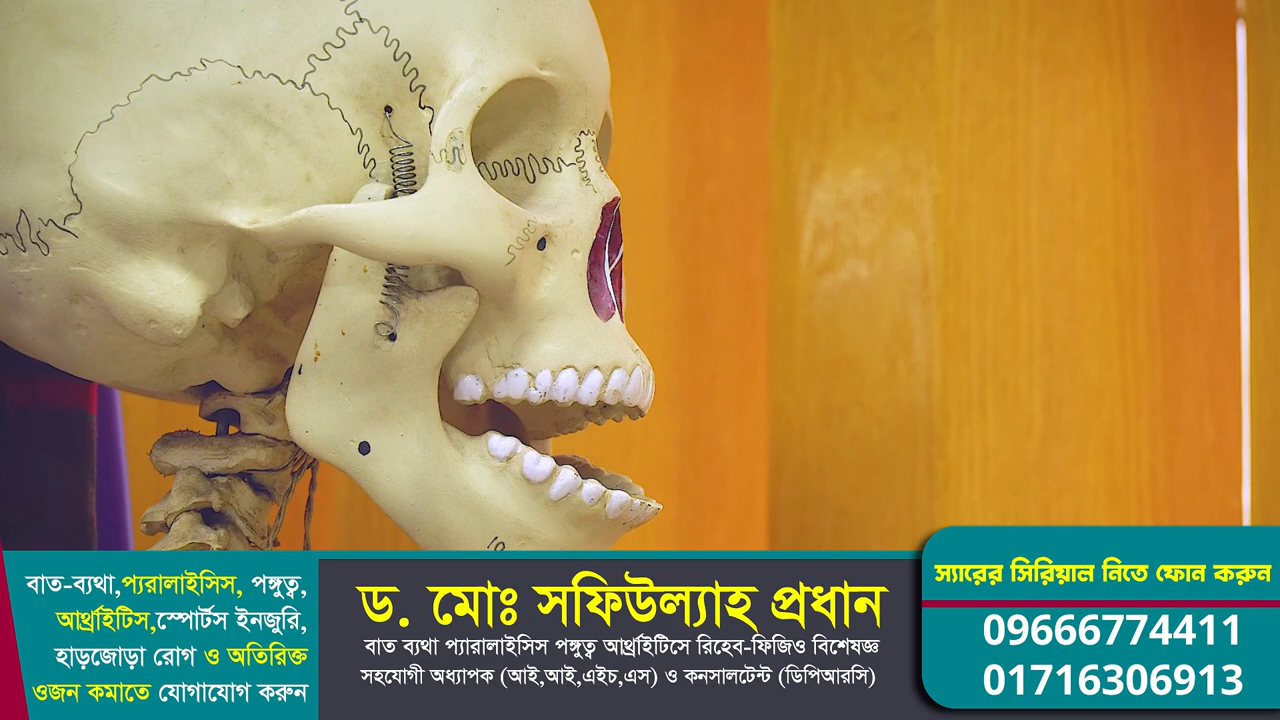 বাত-ব্যথা,প্যরালাইসিস, পঙ্গুত্ব,
আর্থ্রাইটিস,স্পোর্টস ইনজুরি,
হাড়জোড়া রোগ ও অতিরিক্ত
ওজন কমাতে যোগাযোগ করুন
ড. মোঃ সফিউল্যাহ প্রধান
বাত ব্যথা প্যারালাইসিস পঙ্গুত্ব আর্থ্রাইটিসে রিহেব-ফিজিও বিশেষজ্ঞ
সহযোগী অধ্যাপক (আই,আই,এইচ,এস) ও কনসালটেন্ট (ডিপিআরসি)
স্যারের সিরিয়াল নিতে ফোন করুন
09666774411
01716306913